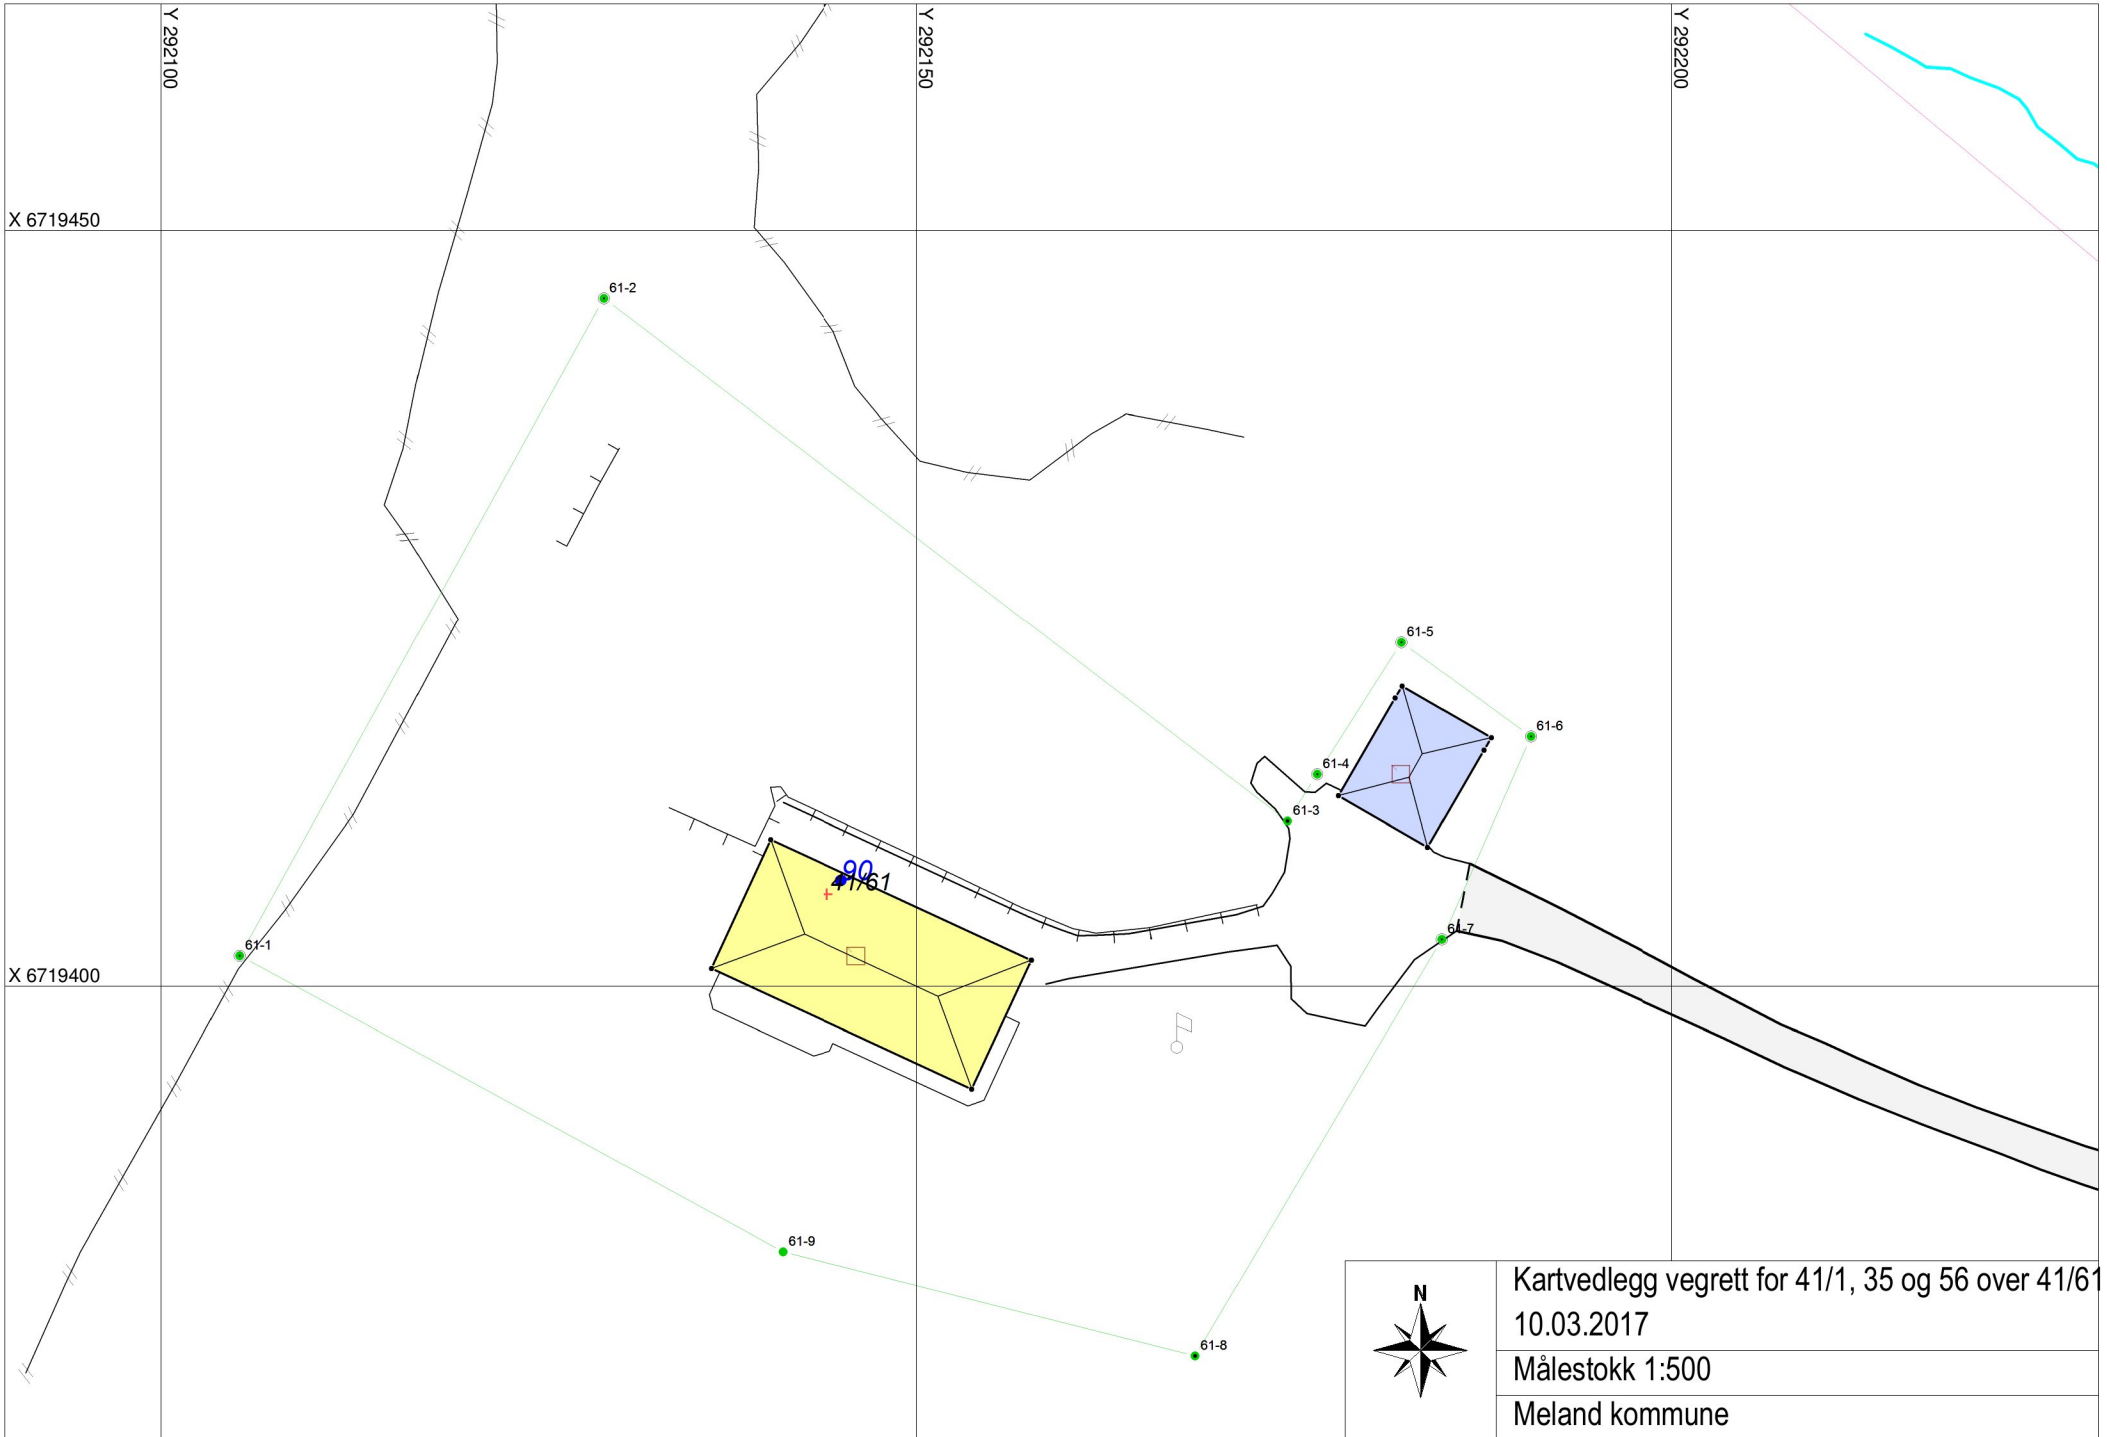 Y 292100
Y 292150
Y 292200
X 6719450
61-2
61-5
61-6
61-4
61-3
90
41/61
61-7
61-1
X 6719400
61-9
61-8
N
Kartvedlegg vegrett for 41/1, 35 og 56 over 41/61
10.03.2017
Målestokk 1:500
Meland kommune